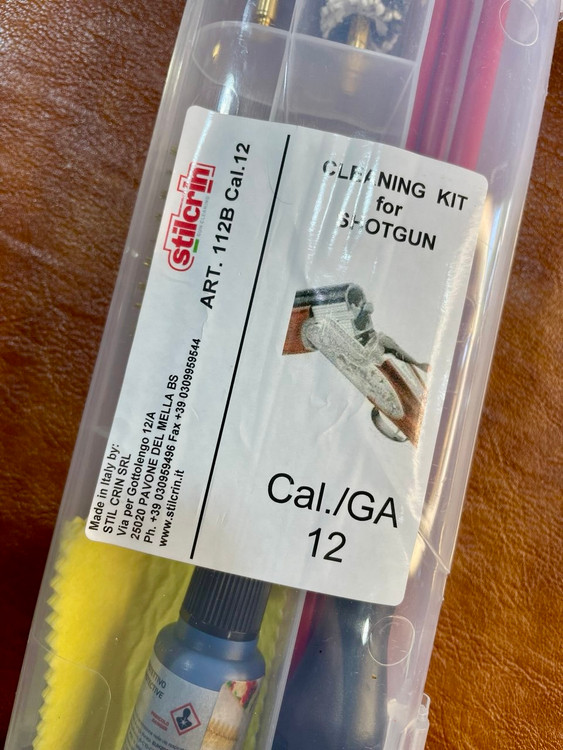 stilcrin
ART. 112B Cal.12
Made in Italy by:
STIL CRIN SRL
Via per Gottolengo 12/A
25020 PAVONE DEL MELLA BS
Ph. +39 030959496 Fax +39 0309959544
www.stilcrin.it
CLEANING KIT
for
SHOTGUN
Cal./GA
12